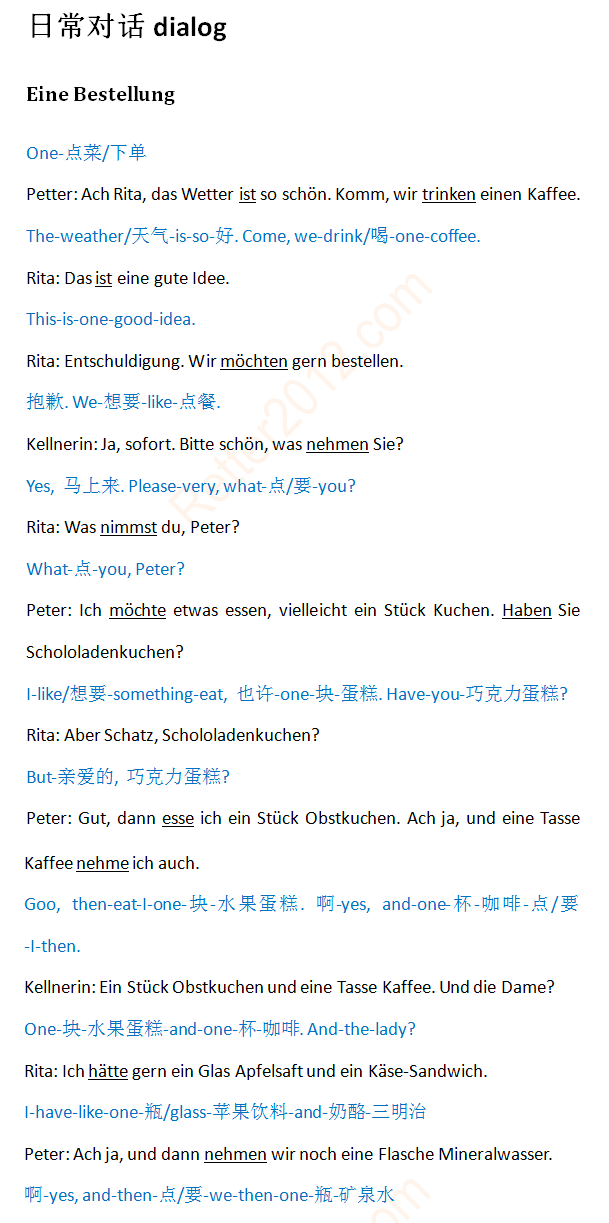 日常对话 dialog
Eine Bestellung
One-点菜/下单
Petter: Ach Rita, das Wetter ist so schön. Komm, wir trinken einen Kaffee.
The-weather/天气-is-so-好. Come, we-drink/喝-one-coffee.
Rita: Das ist eine gute Idee.
This-is-one-good-idea.
Rita: Entschuldigung. Wir möchten gern bestellen.
抱歉. We-想要-like-点餐.
Kellnerin: Ja, sofort. Bitte schön, was nehmen Sie?
Yes, 马上来. Please-very, what-点/要-you?
Rita: Was nimmst du, Peter?
What-点-you, Peter?
Peter: Ich möchte etwas essen, vielleicht ein Stück Kuchen. Haben Sie
Schololadenkuchen?
I-like/想要-something-eat, 也许-one-块-蛋糕. Have-you-巧克力蛋糕?
Rita: Aber Schatz, Schololadenkuchen?
But-亲爱的, 巧克力蛋糕?
Peter: Gut, dann esse ich ein Stück Obstkuchen. Ach ja, und eine Tasse
Kaffee nehme ich auch.
Goo, then-eat-I-one-块-水果蛋糕. 啊-yes, and-one-杯-咖啡-点/要
-I-then.
Kellnerin: Ein Stück Obstkuchen und eine Tasse Kaffee. Und die Dame?
One-块-水果蛋糕-and-one-杯-咖啡. And-the-lady?
Rita: Ich hätte gern ein Glas Apfelsaft und ein Käse-Sandwich.
I-have-like-one-瓶/glass-苹果饮料-and-奶酪-三明治
Peter: Ach ja, und dann nehmen wir noch eine Flasche Mineralwasser.
啊-yes, and-then-点/要-we-then-one-瓶-矿泉水